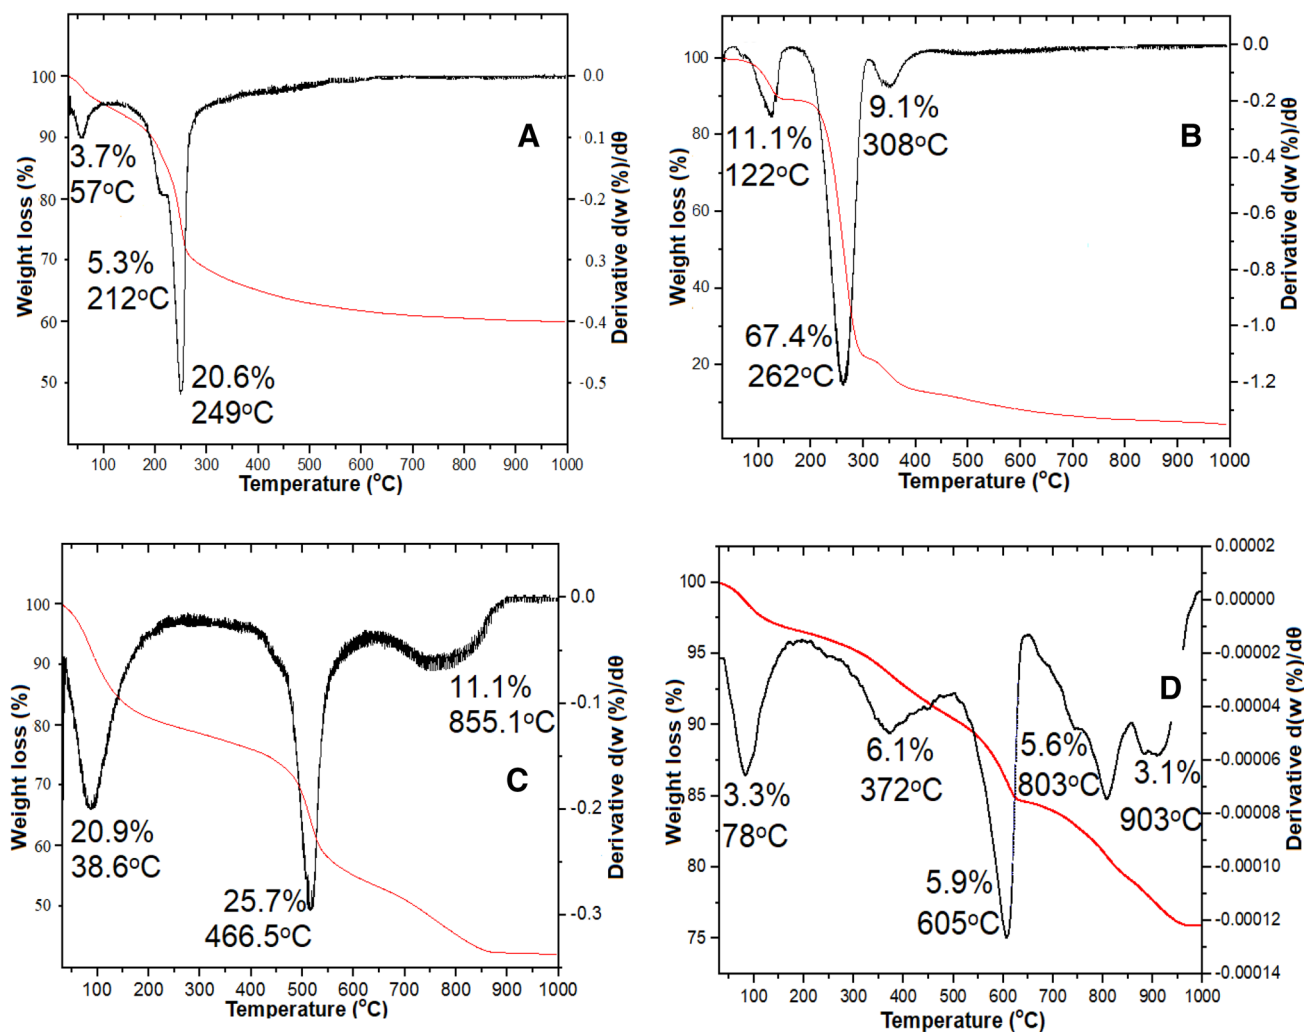 A
Weight loss (%)
100
90
80
70
60
50
0.0
-0.1
-0.2
0.3
-0.4
-0.5
Derivative d(w (%)/dθ
3.7%
57°C
5.3%
212°C
20.6%
249°C
100 200 300 400 500 600 700 800 900 1000
Temperature (°C)
B
Weight loss (%)
100
80
60
40
20
0.0
-0.2
-0.4
-0.6
-0.8
-1.0
-1.2
Derivative d(w (%)/dθ
11.1%
122°C
9.1%
308°C
67.4%
262°C
100 200 300 400 500 600 700 800 900 1000
Temperature (°C)
C
Weight loss (%)
100
90
80
70
60
50
0.0
-0.1
-0.2
-0.3
Derivative d(w (%)/dθ
20.9%
38.6°C
25.7%
466.5°C
11.1%
855.1°C
100 200 300 400 500 600 700 800 900 1000
Temperature (°C)
D
Weight loss (%)
100
95
90
85
80
75
0.00002
0.00000
-0.00002
-0.00004
-0.00006
-0.00008
-0.00010
-0.00012
-0.00014
Derivative d(w (%)/dθ
3.3%
78°C
6.1%
372°C
5.9%
605°C
5.6%
803°C
3.1%
903°C
100 200 300 400 500 600 700 800 900 1000
Temperature (°C)